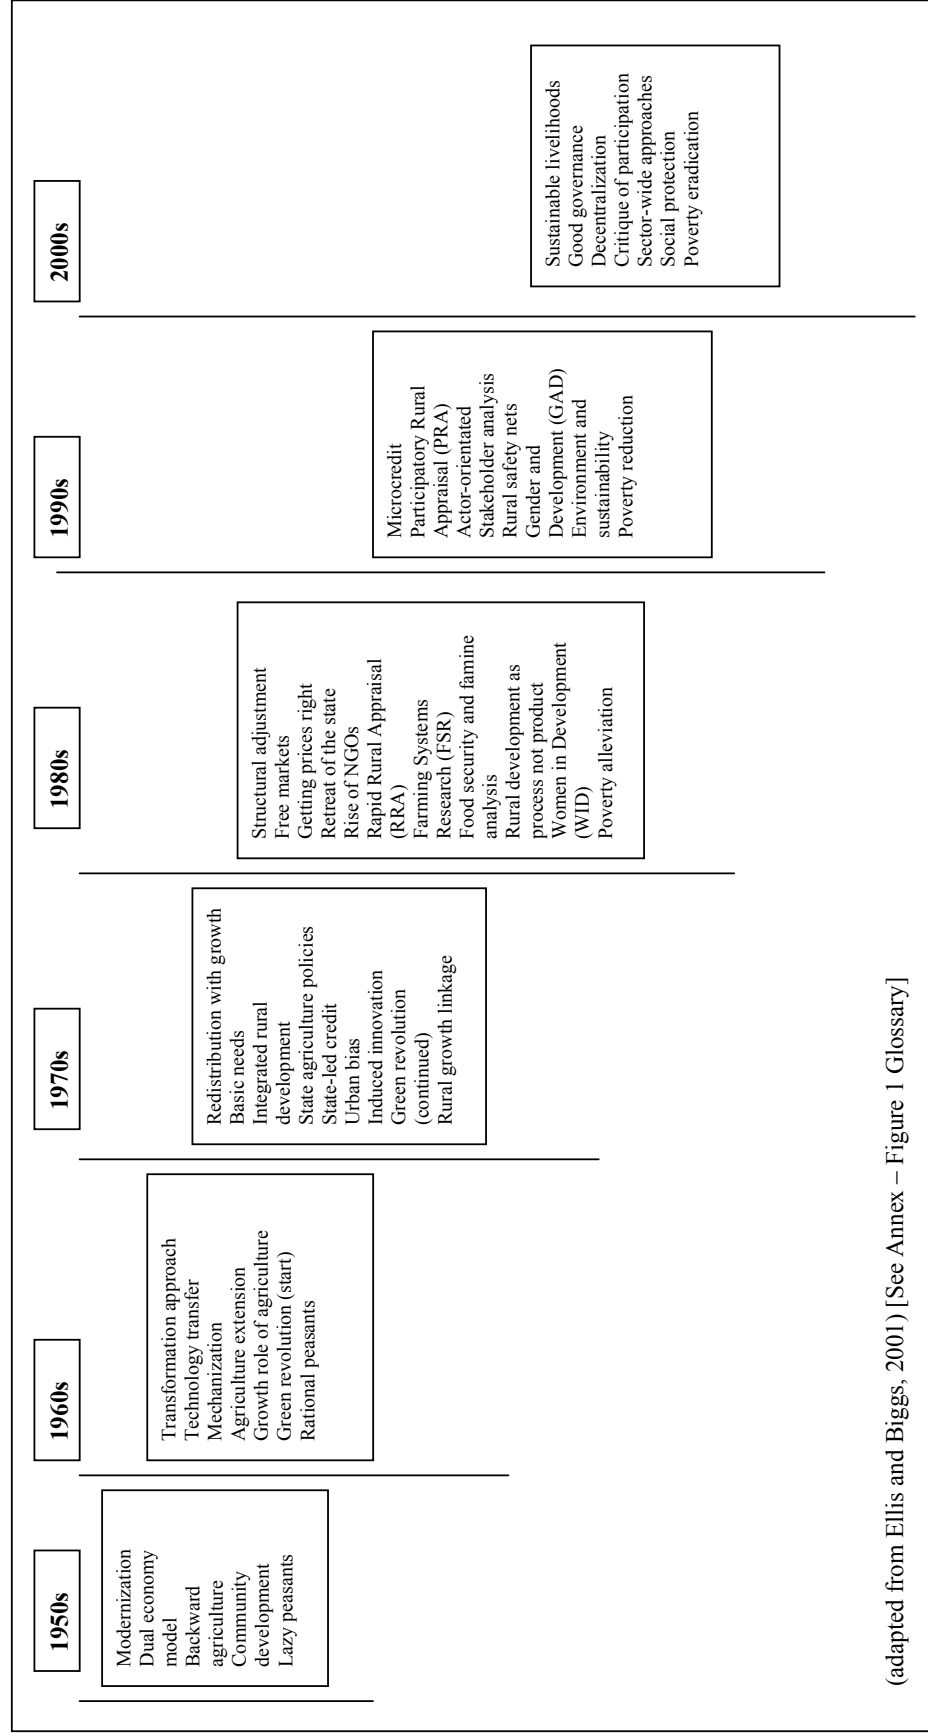 1950s
Modernization
Dual economy
model
Backward
agriculture
Community
development
Lazy peasants
1960s
Transformation approach
Technology transfer
Mechanization
Agriculture extension
Growth role of agriculture
Green revolution (start)
Rational peasants
1970s
Redistribution with growth
Basic needs
Integrated rural
development
State agriculture policies
State-led credit
Urban bias
Induced innovation
Green revolution
(continued)
Rural growth linkage
1980s
Structural adjustment
Free markets
Getting prices right
Retreat of the state
Rise of NGOs
Rapid Rural Appraisal
(RRA)
Farming Systems
Research (FSR)
Food security and famine
analysis
Rural development as
process not product
Women in Development
(WID)
Poverty alleviation
1990s
Microcredit
Participatory Rural
Appraisal (PRA)
Actor-orientated
Stakeholder analysis
Rural safety nets
Gender and
Development (GAD)
Environment and
sustainability
Poverty reduction
2000s
Sustainable livelihoods
Good governance
Decentralization
Critique of participation
Sector-wide approaches
Social protection
Poverty eradication
(adapted from Ellis and Biggs, 2001) [See Annex – Figure 1 Glossary]